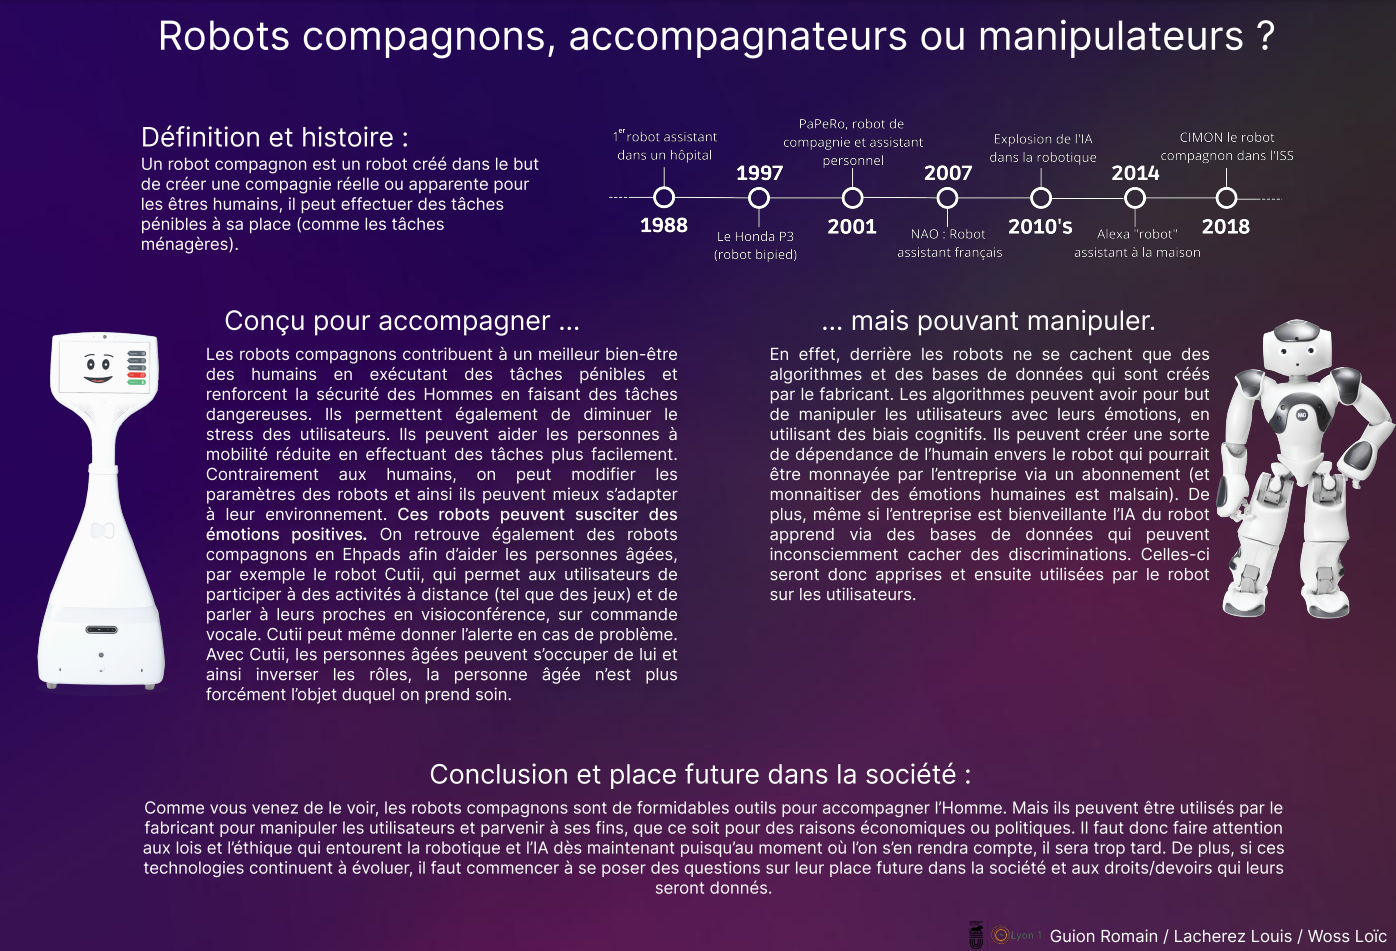 Robots compagnons, accompagnateurs ou manipulateurs ?
Définition et histoire :
Un robot compagnon est un robot créé dans le but
de créer une compagnie réelle ou apparente pour
les êtres humains, il peut effectuer des tâches
pénibles à sa place (comme les tâches
ménagères).
1er robot assistant
dans un hôpital
1988
1997
Le Honda P3
(robot bipied)
PaPeRo, robot de
compagnie et assistant
personnel
2001
2007
NAO : Robot
assistant français
Explosion de l'IA
dans la robotique
2010's
2014
Alexa "robot"
assistant à la maison
CIMON le robot
compagnon dans l'ISS
2018
Conçu pour accompagner ...
Les robots compagnons contribuent à un meilleur bien-être
des humains en exécutant des tâches pénibles et
renforcent la sécurité des Hommes en faisant des tâches
dangereuses. Ils permettent également de diminuer le
stress des utilisateurs. Ils peuvent aider les personnes à
mobilité réduite en effectuant des tâches plus facilement.
Contrairement aux humains, on peut modifier les
paramètres des robots et ainsi ils peuvent mieux s'adapter
à leur environnement. Ces robots peuvent susciter des
émotions positives. On retrouve également des robots
compagnons en Ehpads afin d'aider les personnes âgées,
par exemple le robot Cutii, qui permet aux utilisateurs de
participer à des activités à distance (tel que des jeux) et de
parler à leurs proches en visioconférence, sur commande
vocale. Cutii peut même donner l'alerte en cas de problème.
Avec Cutii, les personnes âgées peuvent s'occuper de lui et
ainsi inverser les rôles, la personne âgée n'est plus
forcément l'objet duquel on prend soin.
... mais pouvant manipuler.
En effet, derrière les robots ne se cachent que des
algorithmes et des bases de données qui sont créés
par le fabricant. Les algorithmes peuvent avoir pour but
de manipuler les utilisateurs avec leurs émotions, en
utilisant des biais cognitifs. Ils peuvent créer une sorte
de dépendance de l'humain envers le robot qui pourrait
être monnayée par l'entreprise via un abonnement (et
monnaitiser des émotions humaines est malsain). De
plus, même si l'entreprise est bienveillante l'IA du robot
apprend via des bases de données qui peuvent
inconsciemment cacher des discriminations. Celles-ci
seront donc apprises et ensuite utilisées par le robot
sur les utilisateurs.
NAO
Conclusion et place future dans la société :
Comme vous venez de le voir, les robots compagnons sont de formidables outils pour accompagner l'Homme. Mais ils peuvent être utilisés par le
fabricant pour manipuler les utilisateurs et parvenir à ses fins, que ce soit pour des raisons économiques ou politiques. Il faut donc faire attention
aux lois et l'éthique qui entourent la robotique et l'IA dès maintenant puisqu'au moment où l'on s'en rendra compte, il sera trop tard. De plus, si ces
technologies continuent à évoluer, il faut commencer à se poser des questions sur leur place future dans la société et aux droits/devoirs qui leurs
seront donnés.
Lyon 1
Guion Romain / Lacherez Louis / Woss Loïc